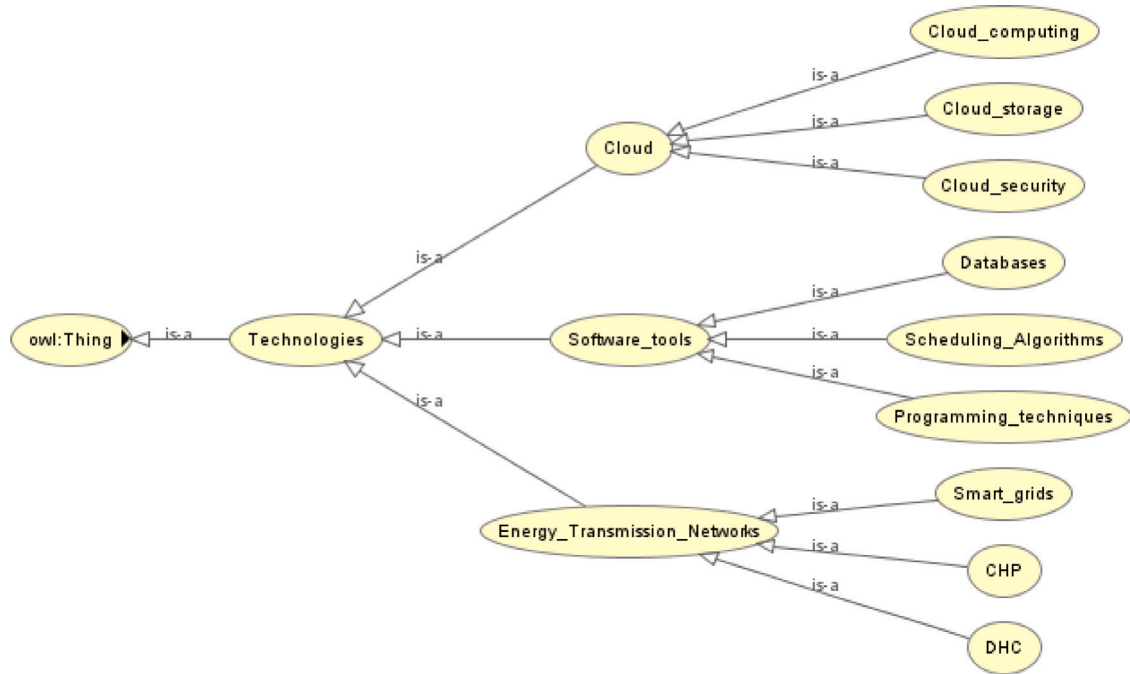 Cloud_computing
is-a
Cloud_storage
is-a
Cloud
is-a
Cloud_security
is-a
Databases
is-a
owl:Thing
is-a
Technologies
is-a
Software_tools
is-a
Scheduling_Algorithms
is-a
is-a
Programming_techniques
Smart_grids
is-a
Energy_Transmission_Networks
is-a
CHP
is-a
DHC